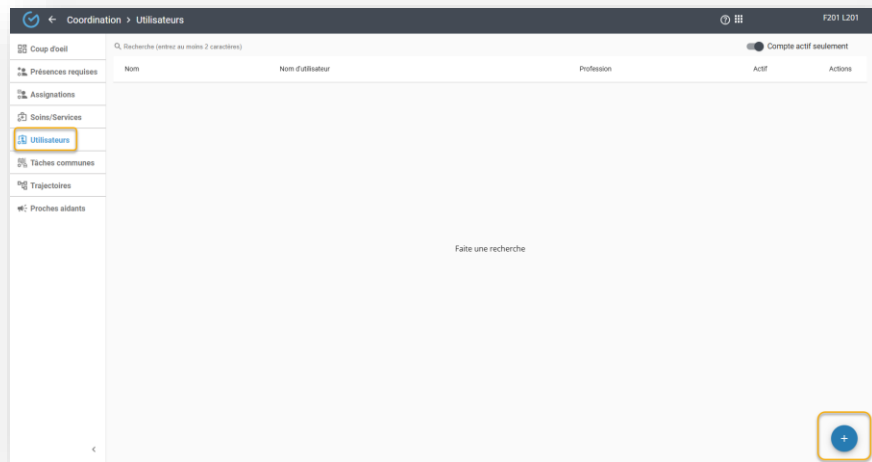 Coordination > Utilisateurs
F201 L201
Coup d'oeil
Recherche (entrez au moins 2 caractères)
Compte actif seulement
Présences requises
Nom
Nom d'utilisateur
Profession
Actif
Actions
Assignations
Soins/Services
Utilisateurs
Tâches communes
Trajectoires
Proches aidants
Faite une recherche